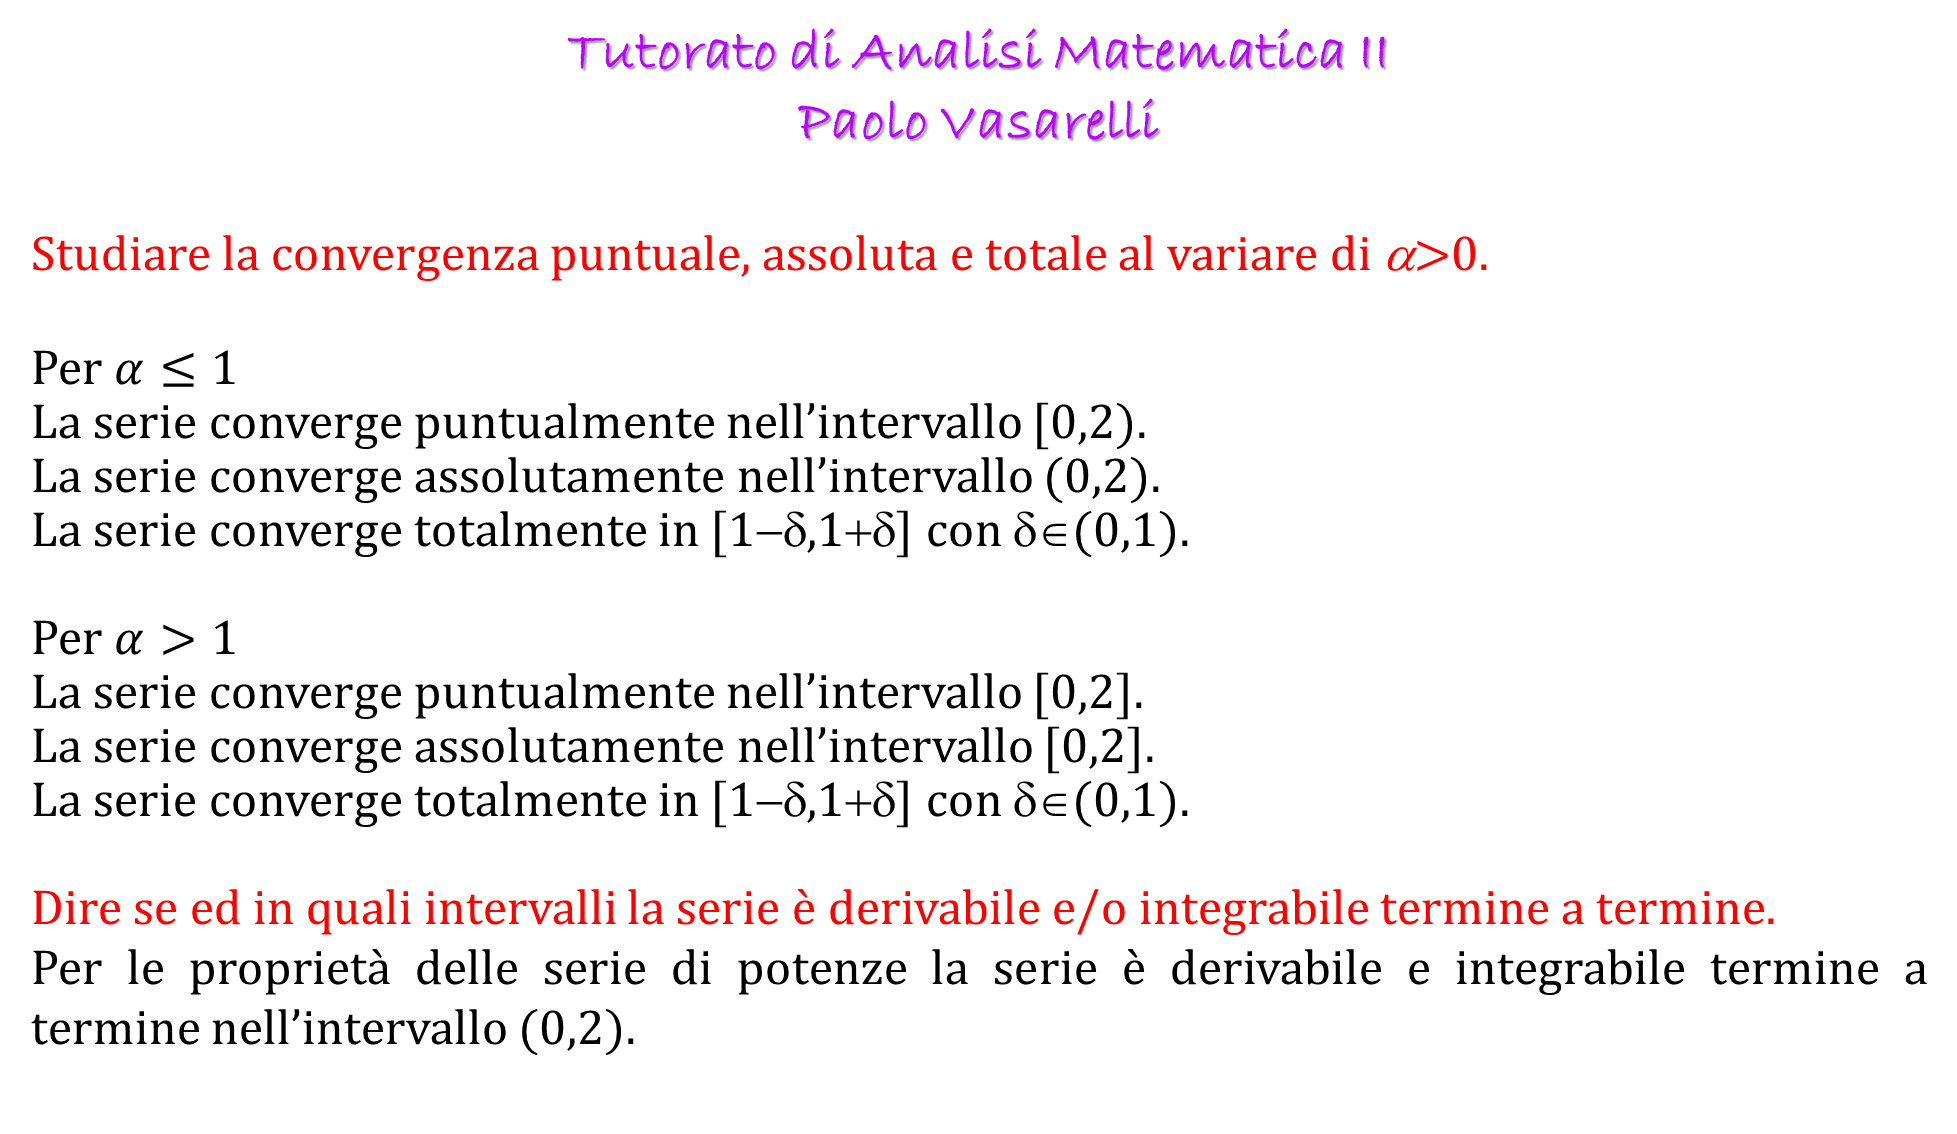 Tutorato di Analisi Matematica II
Paolo Vasarelli
Studiare la convergenza puntuale, assoluta e totale al variare di α>0.
Per α ≤ 1
La serie converge puntualmente nell’intervallo [0,2).
La serie converge assolutamente nell’intervallo (0,2).
La serie converge totalmente in [1−δ,1+δ] con δ∈(0,1).
Per α > 1
La serie converge puntualmente nell’intervallo [0,2].
La serie converge assolutamente nell’intervallo [0,2].
La serie converge totalmente in [1−δ,1+δ] con δ∈(0,1).
Dire se ed in quali intervalli la serie è derivabile e/o integrabile termine a termine.
Per le proprietà delle serie di potenze la serie è derivabile e integrabile termine a
termine nell’intervallo (0,2).